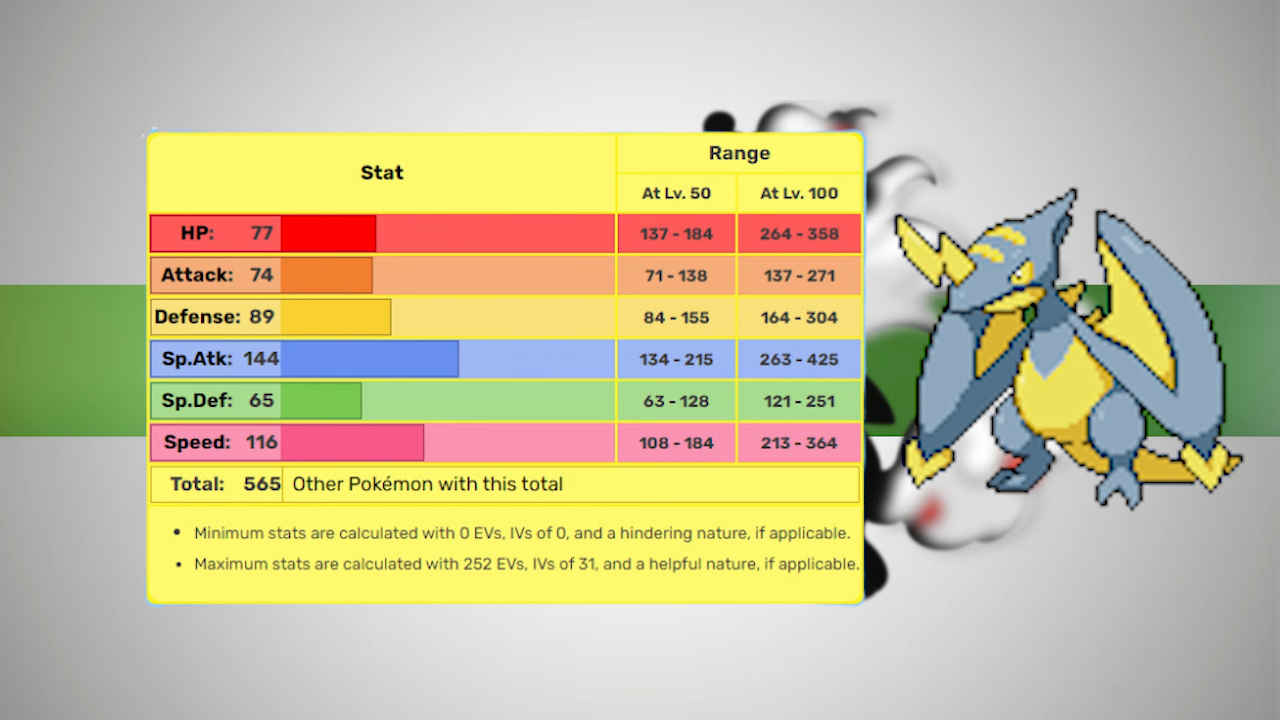 Stat Range
At Lv. 50 At Lv. 100
HP: 77 137 - 184 264 - 358
Attack: 74 71 - 138 137 - 271
Defense: 89 84 - 155 164 - 304
Sp.Atk: 144 134 - 215 263 - 425
Sp.Def: 65 63 - 128 121 - 251
Speed: 116 108 - 184 213 - 364
Total: 565 Other Pokémon with this total
• Minimum stats are calculated with 0 EVs, IVs of 0, and a hindering nature, if applicable.
• Maximum stats are calculated with 252 EVs, IVs of 31, and a helpful nature, if applicable.